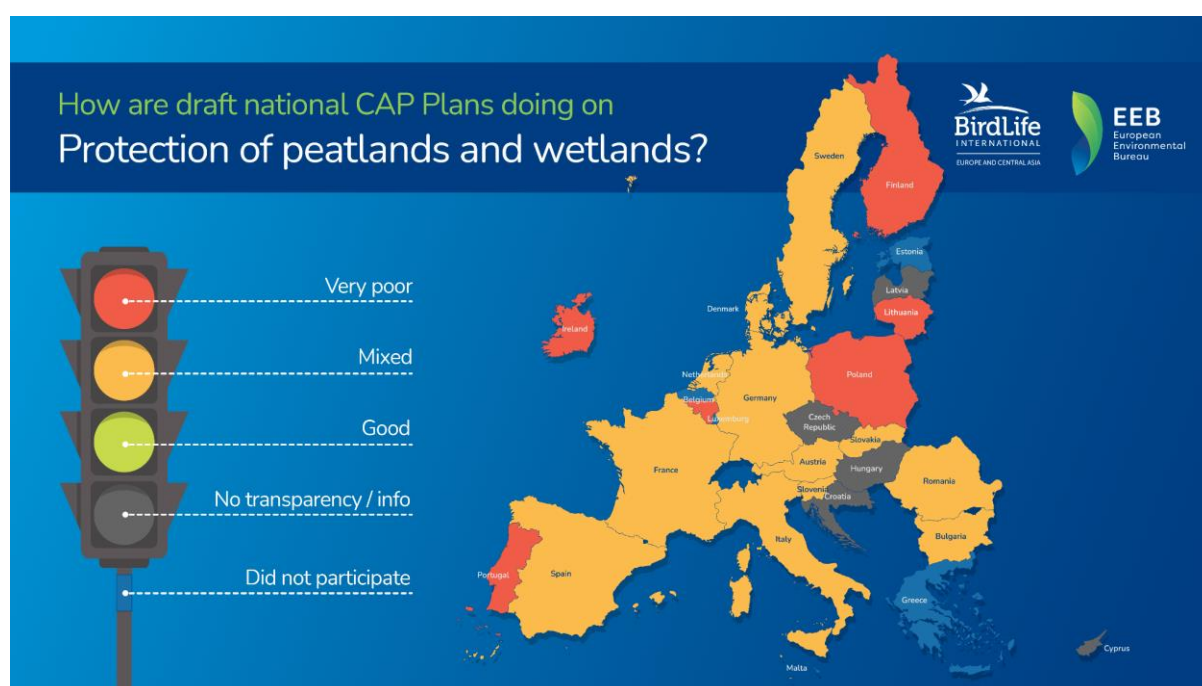 How are draft national CAP Plans doing on
Protection of peatlands and wetlands?
BirdLife
INTERNATIONAL
EUROPE AND CENTRAL ASIA
EEB
European
Environmental
Bureau
Very poor
Mixed
Good
No transparency / info
Did not participate
Sweden
Finland
Estonia
Latvia
Lithuania
Denmark
Ireland
Netherlands
Belgium
Luxemburg
Germany
Poland
Czech
Republic
Slovakia
France
Austria
Hungary
Slovenia
Croatia
Romania
Italy
Bulgaria
Portugal
Spain
Greece
Malta
Cyprus